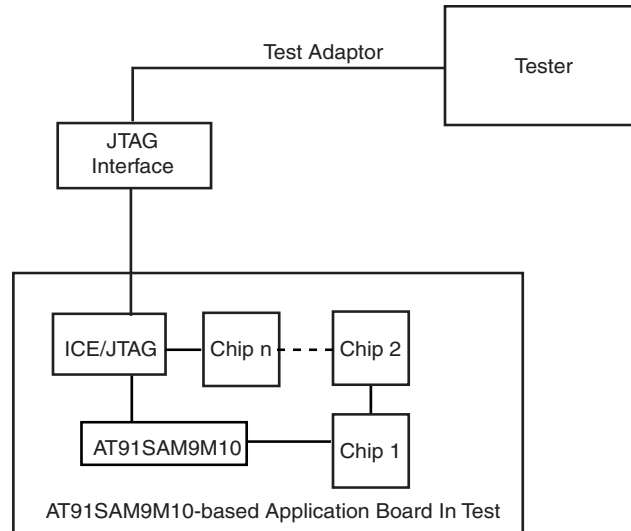 Test Adaptor
Tester
JTAG
Interface
ICE/JTAG
Chip n
Chip 2
AT91SAM9M10
Chip 1
AT91SAM9M10-based Application Board In Test